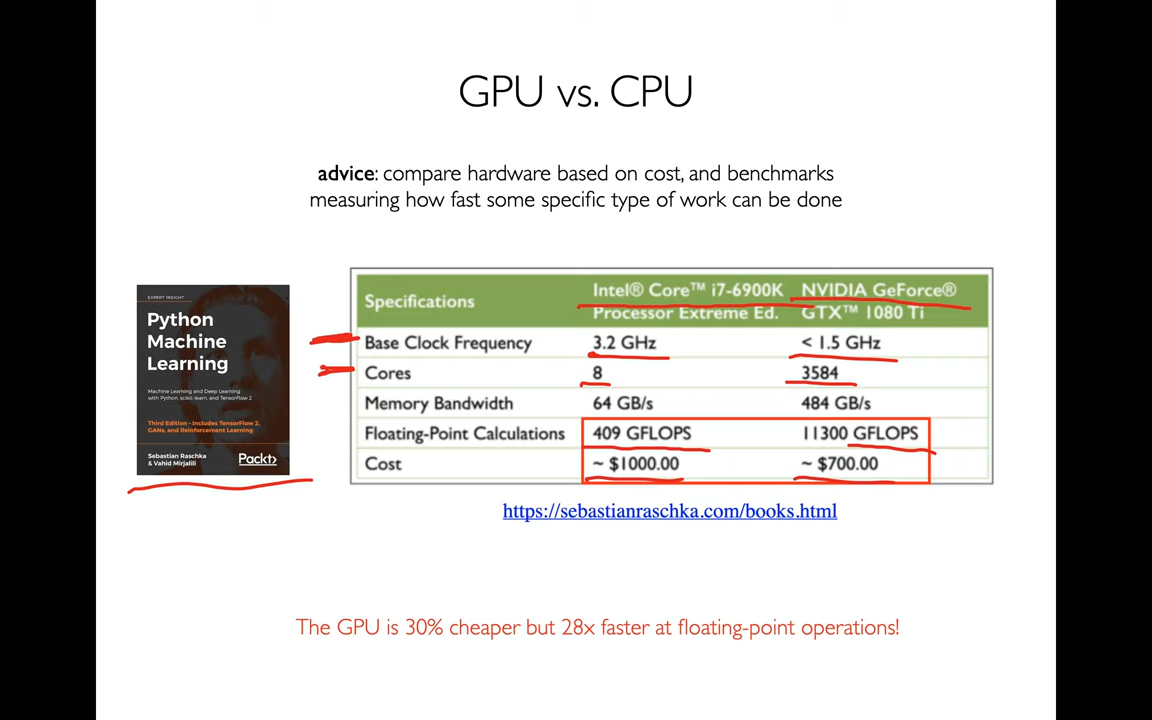 GPU vs. CPU
advice: compare hardware based on cost, and benchmarks
measuring how fast some specific type of work can be done
EXPERT INSIGHT
Python
Machine
Learning
Machine Learning and Deep Learning
with Python, scikit-learn, and TensorFlow 2
Third Edition - Includes TensorFlow 2,
GANs, and Reinforcement Learning
Sebastian Raschka
& Vahid Mirjalili
Packt>
Specifications Intel® Core™ i7-6900K Processor Extreme Ed. NVIDIA GeForce® GTX™ 1080 Ti
Base Clock Frequency 3.2 GHz < 1.5 GHz
Cores 8 3584
Memory Bandwidth 64 GB/s 484 GB/s
Floating-Point Calculations 409 GFLOPS 11300 GFLOPS
Cost ~ $1000.00 ~ $700.00
https://sebastianraschka.com/books.html
The GPU is 30% cheaper but 28x faster at floating-point operations!